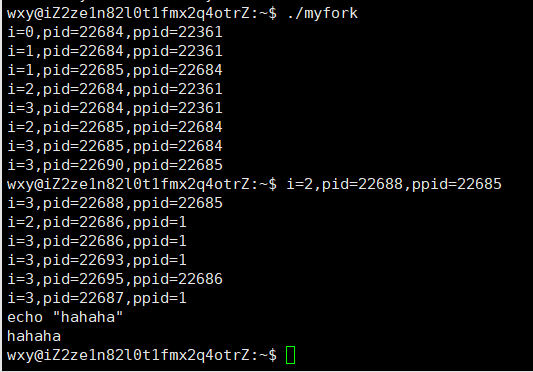 wxy@iZ2ze1n82l0t1fmx2q4otrZ:~$ ./myfork
i=0,pid=22684,ppid=22361
i=1,pid=22684,ppid=22361
i=1,pid=22685,ppid=22684
i=2,pid=22684,ppid=22361
i=3,pid=22684,ppid=22361
i=2,pid=22685,ppid=22684
i=3,pid=22685,ppid=22684
i=3,pid=22690,ppid=22685
wxy@iZ2ze1n82l0t1fmx2q4otrZ:~$ i=2,pid=22688,ppid=22685
i=3,pid=22688,ppid=22685
i=2,pid=22686,ppid=1
i=3,pid=22686,ppid=1
i=3,pid=22693,ppid=1
i=3,pid=22695,ppid=22686
i=3,pid=22687,ppid=1
echo "hahaha"
hahaha
wxy@iZ2ze1n82l0t1fmx2q4otrZ:~$